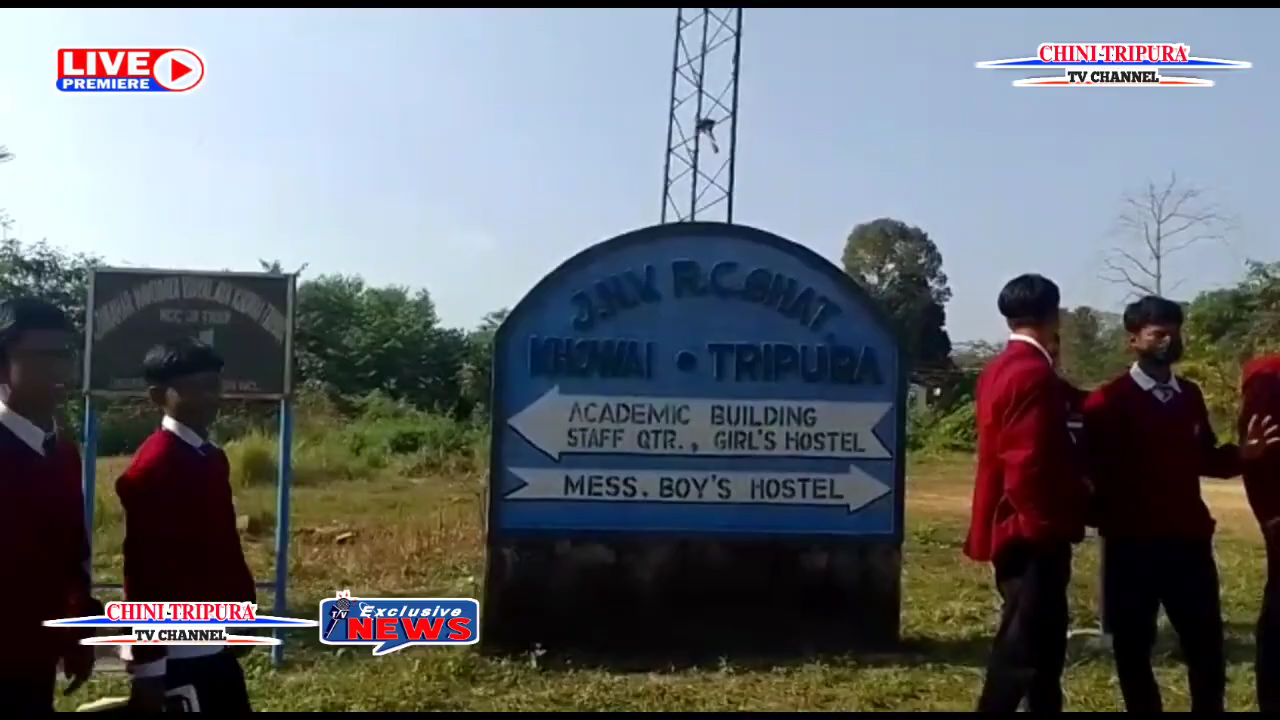 LIVE
PREMIERE
CHINI TRIPURA
TV CHANNEL
J.N.V. R.C.GHAT.
KHOWAI • TRIPURA
ACADEMIC BUILDING
STAFF QTR., GIRL'S HOSTEL
MESS. BOY'S HOSTEL
CHINI TRIPURA
TV CHANNEL
TV
Exclusive
NEWS